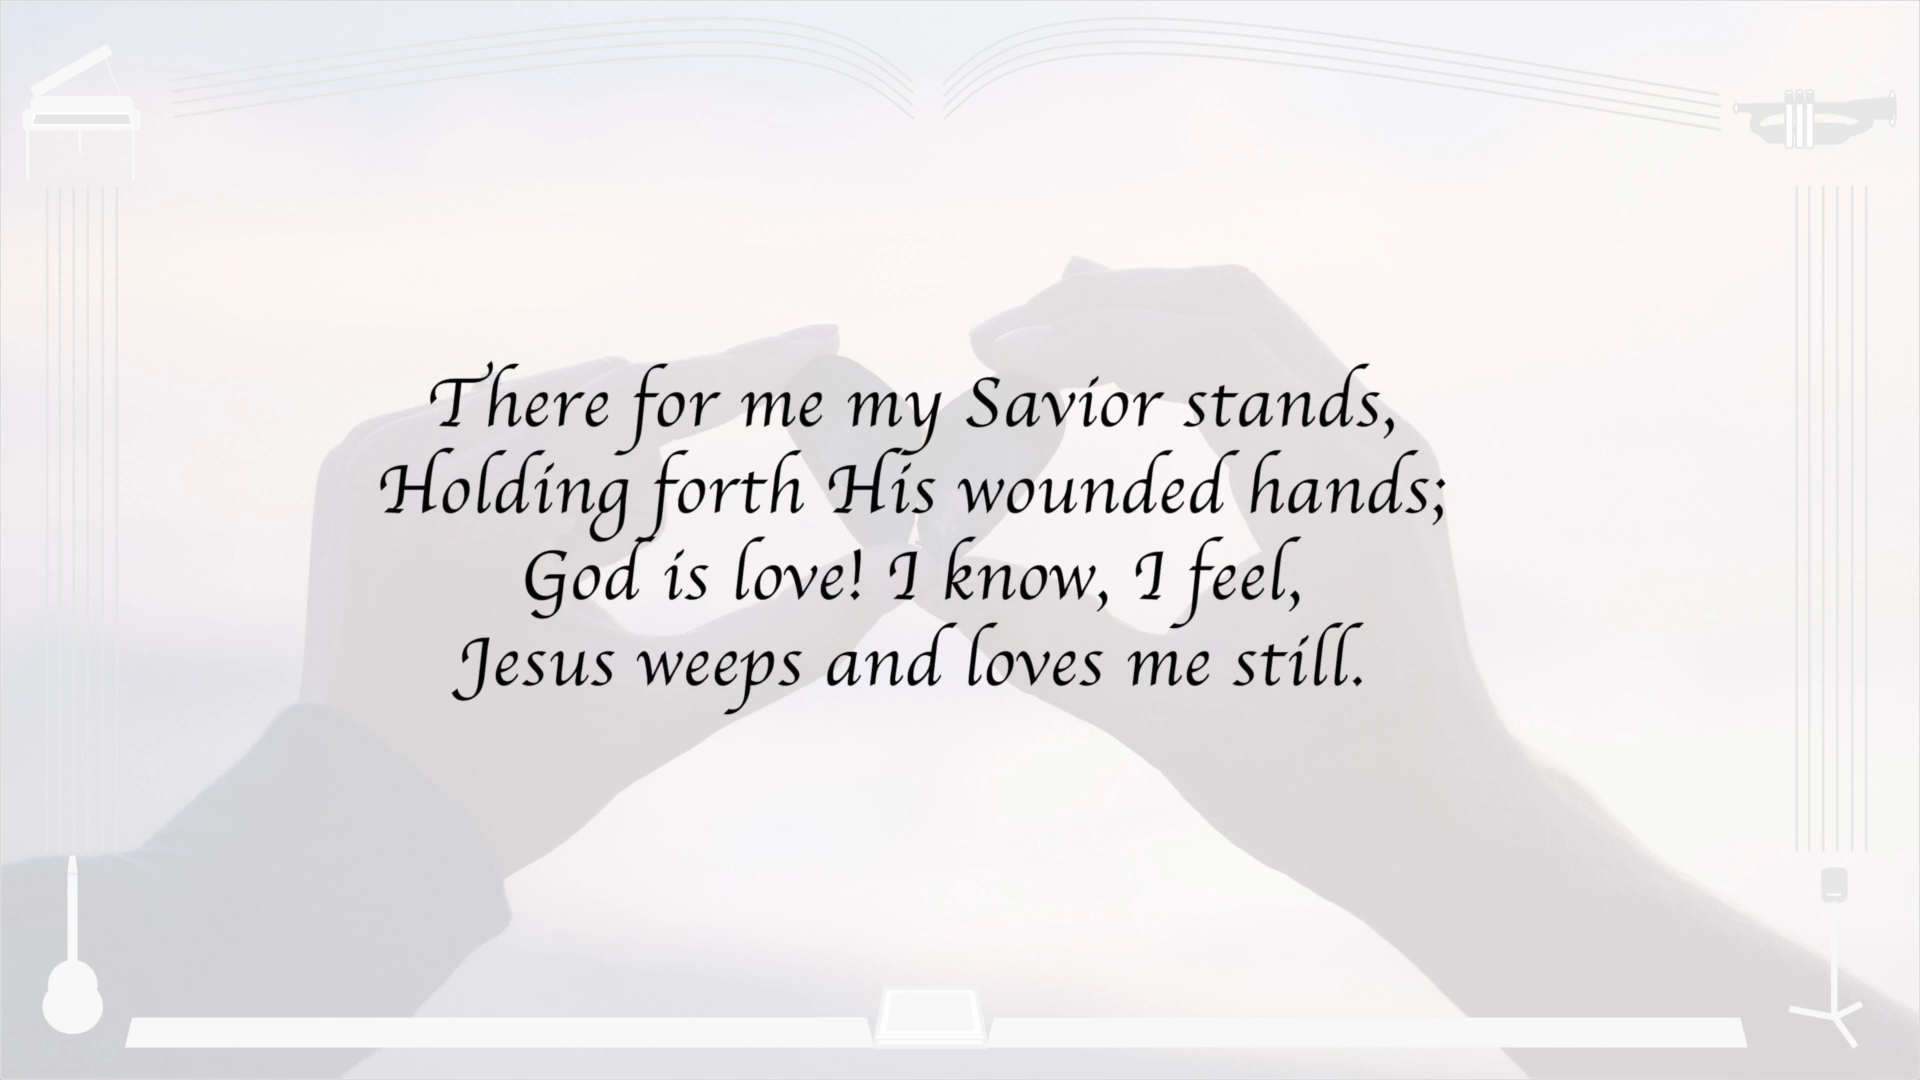 There for me my Savior stands,
Holding forth His wounded hands;
God is love! I know, I feel,
Jesus weeps and loves me still.